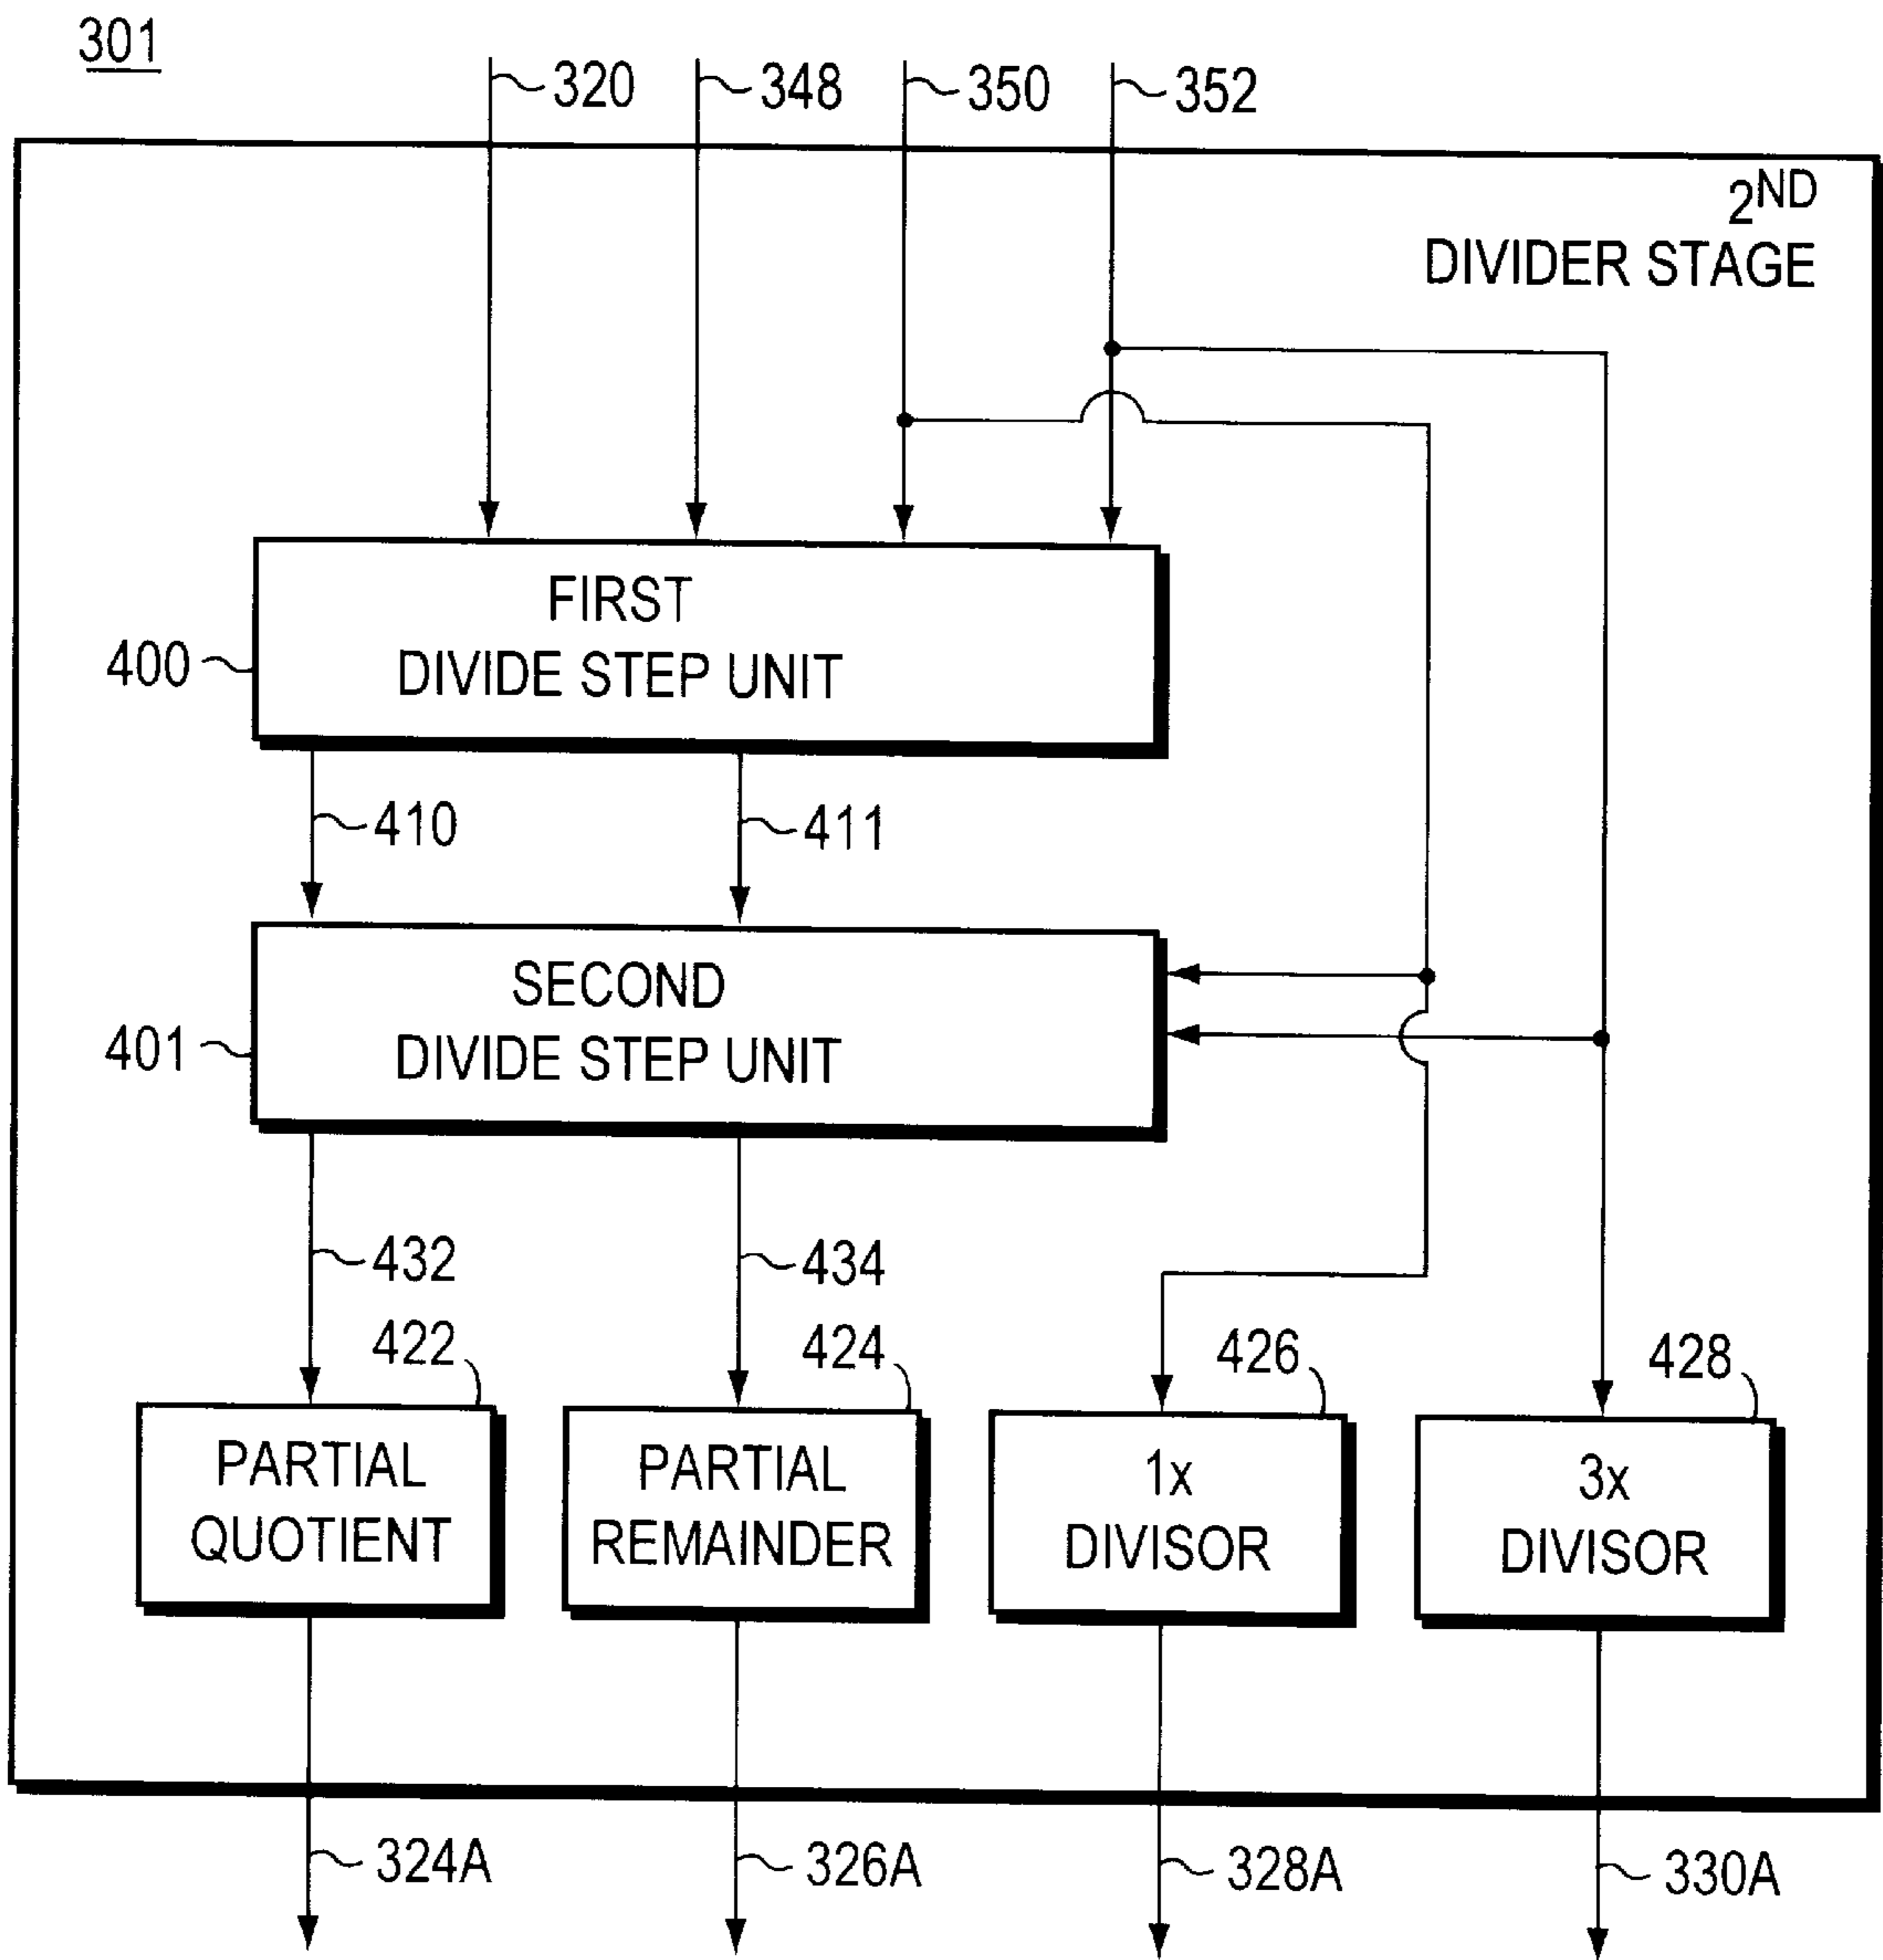 301
320
348
350
352
2ND
DIVIDER STAGE
FIRST
DIVIDE STEP UNIT
400
410
411
SECOND
DIVIDE STEP UNIT
401
432
434
422
424
426
428
PARTIAL
QUOTIENT
PARTIAL
REMAINDER
1x
DIVISOR
3x
DIVISOR
324A
326A
328A
330A